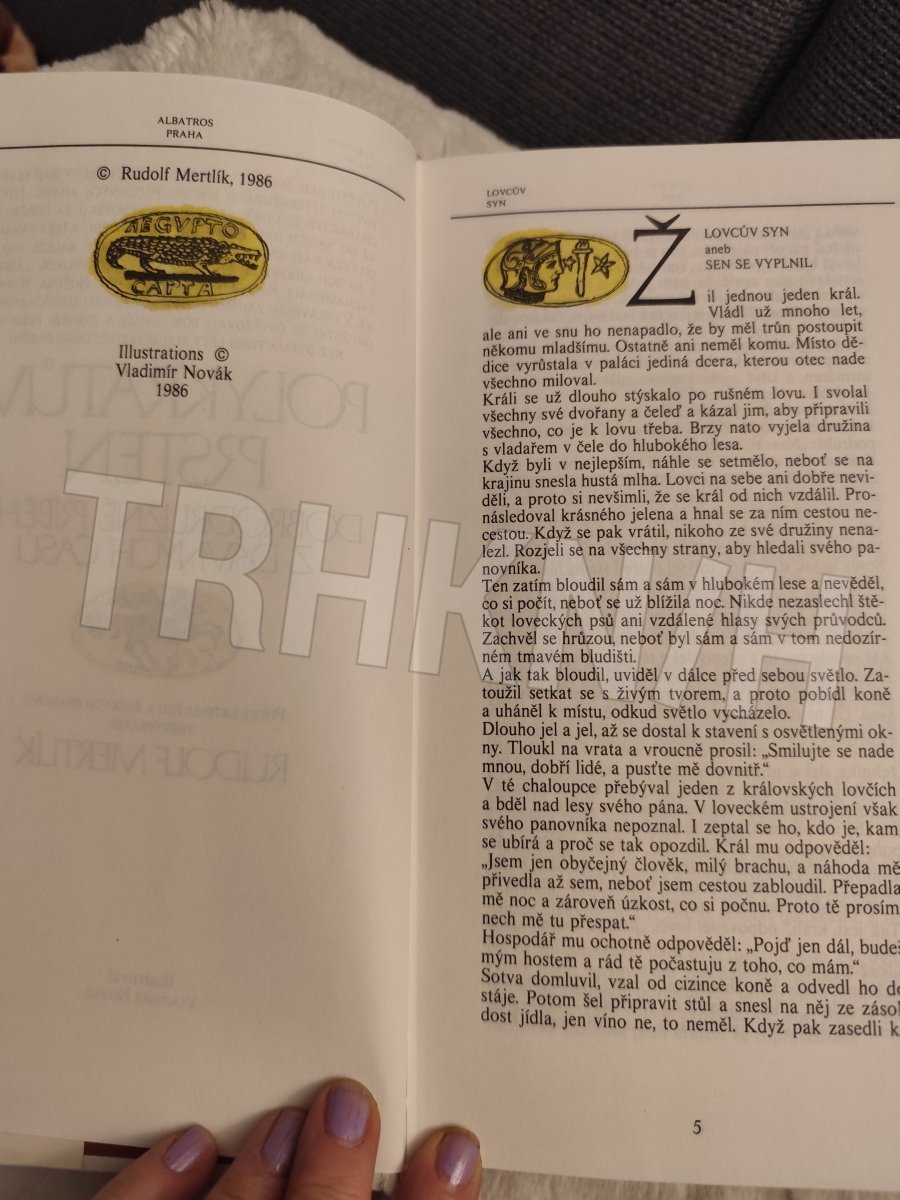 ALBATROS
PRAHA
© Rudolf Mertlík, 1986
AEGVPTO
CAPTA
Illustrations ©
Vladimír Novák
1986
LOVCŮV
SYN
LOVCŮV SYN
aneb
SEN SE VYPLNIL
Žil jednou jeden král.
Vládl už mnoho let,
ale ani ve snu ho nenapadlo, že by měl trůn postoupit
někomu mladšímu. Ostatně ani neměl komu. Místo dě-
dice vyrůstala v paláci jediná dcera, kterou otec nade
všechno miloval.
Králi se už dlouho stýskalo po rušném lovu. I svolal
všechny své dvořany a čeleď a kázal jim, aby připravili
všechno, co je k lovu třeba. Brzy nato vyjela družina
s vladařem v čele do hlubokého lesa.
Když byli v nejlepším, náhle se setmělo, neboť se na
krajinu snesla hustá mlha. Lovci na sebe ani dobře nevi-
děli, a proto si nevšimli, že se král od nich vzdálil. Pro-
následoval krásného jelena a hnal se za ním cestou ne-
cestou. Když se pak vrátil, nikoho ze své družiny nena-
lezl. Rozjeli se na všechny strany, aby hledali svého pa-
novníka.
Ten zatím bloudil sám a sám v hlubokém lese a nevěděl,
co si počít, neboť se už blížila noc. Nikde nezaslechl ště-
kot loveckých psů ani vzdálené hlasy svých průvodců.
Zachvěl se hrůzou, neboť byl sám a sám v tom nedozír-
ném tmavém bludišti.
A jak tak bloudil, uviděl v dálce před sebou světlo. Za-
toužil setkat se s živým tvorem, a proto pobídl koně
a uháněl k místu, odkud světlo vycházelo.
Dlouho jel a jel, až se dostal k stavení s osvětlenými ok-
ny. Tloukl na vrata a vroucně prosil: „Smilujte se nade
mnou, dobří lidé, a pusťte mě dovnitř.“
V té chaloupce přebýval jeden z královských lovčích
a bděl nad lesy svého pána. V loveckém ustrojení však
svého panovníka nepoznal. I zeptal se ho, kdo je, kam
se ubírá a proč se tak opozdil. Král mu odpověděl:
„Jsem jen obyčejný člověk, milý brachu, a náhoda mě
přivedla až sem, neboť jsem cestou zabloudil. Přepadla
mě noc a zároveň úzkost, co si počnu. Proto tě prosím
nech mě tu přespat.“
Hospodář mu ochotně odpověděl: „Pojď jen dál, budeš
mým hostem a rád tě počastuju z toho, co mám.“
Sotva domluvil, vzal od cizince koně a odvedl ho do
stáje. Potom šel připravit stůl a snesl na něj ze zásob
dost jídla, jen víno ne, to neměl. Když pak zasedli k
5
TRHKNIH
RUDOLF MERTLÍK